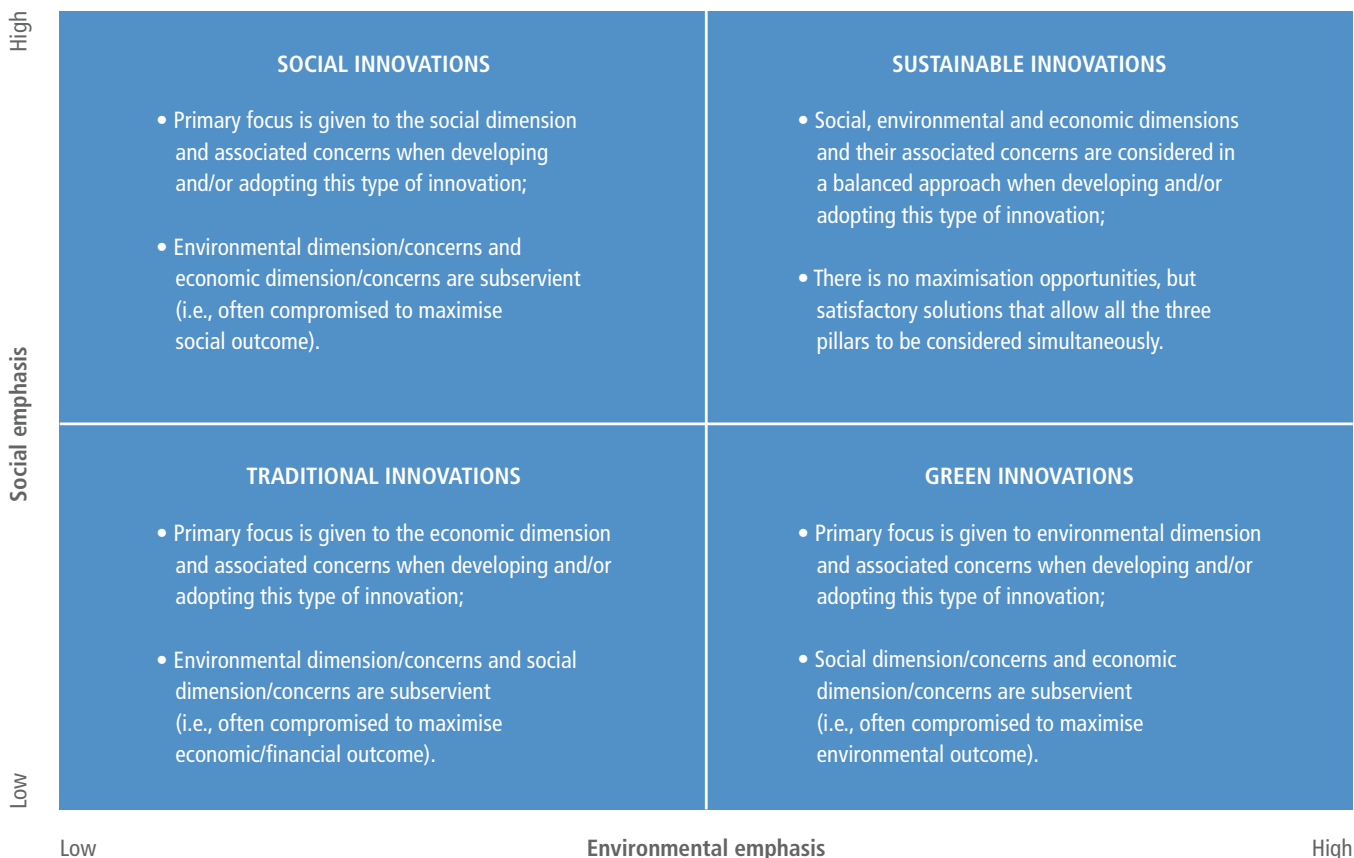 High
SOCIAL INNOVATIONS
• Primary focus is given to the social dimension
and associated concerns when developing
and/or adopting this type of innovation;
• Environmental dimension/concerns and
economic dimension/concerns are subservient
(i.e., often compromised to maximise
social outcome).
SUSTAINABLE INNOVATIONS
• Social, environmental and economic dimensions
and their associated concerns are considered in
a balanced approach when developing and/or
adopting this type of innovation;
• There is no maximisation opportunities, but
satisfactory solutions that allow all the three
pillars to be considered simultaneously.
Social emphasis
TRADITIONAL INNOVATIONS
• Primary focus is given to the economic dimension
and associated concerns when developing and/or
adopting this type of innovation;
• Environmental dimension/concerns and social
dimension/concerns are subservient
(i.e., often compromised to maximise
economic/financial outcome).
GREEN INNOVATIONS
• Primary focus is given to environmental dimension
and associated concerns when developing and/or
adopting this type of innovation;
• Social dimension/concerns and economic
dimension/concerns are subservient
(i.e., often compromised to maximise
environmental outcome).
Low
Low
Environmental emphasis
High